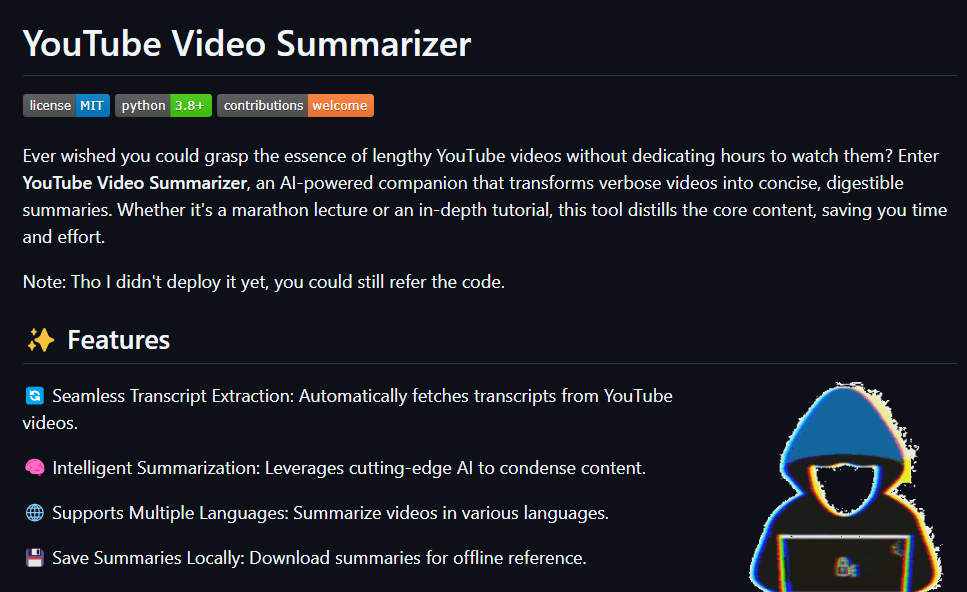 YouTube Video Summarizer
license MIT python 3.8+ contributions welcome
Ever wished you could grasp the essence of lengthy YouTube videos without dedicating hours to watch them? Enter
YouTube Video Summarizer, an AI-powered companion that transforms verbose videos into concise, digestible
summaries. Whether it's a marathon lecture or an in-depth tutorial, this tool distills the core content, saving you time
and effort.
Note: Tho I didn't deploy it yet, you could still refer the code.
✨ Features
🔄 Seamless Transcript Extraction: Automatically fetches transcripts from YouTube
videos.
🧠 Intelligent Summarization: Leverages cutting-edge AI to condense content.
🌐 Supports Multiple Languages: Summarize videos in various languages.
💾 Save Summaries Locally: Download summaries for offline reference.